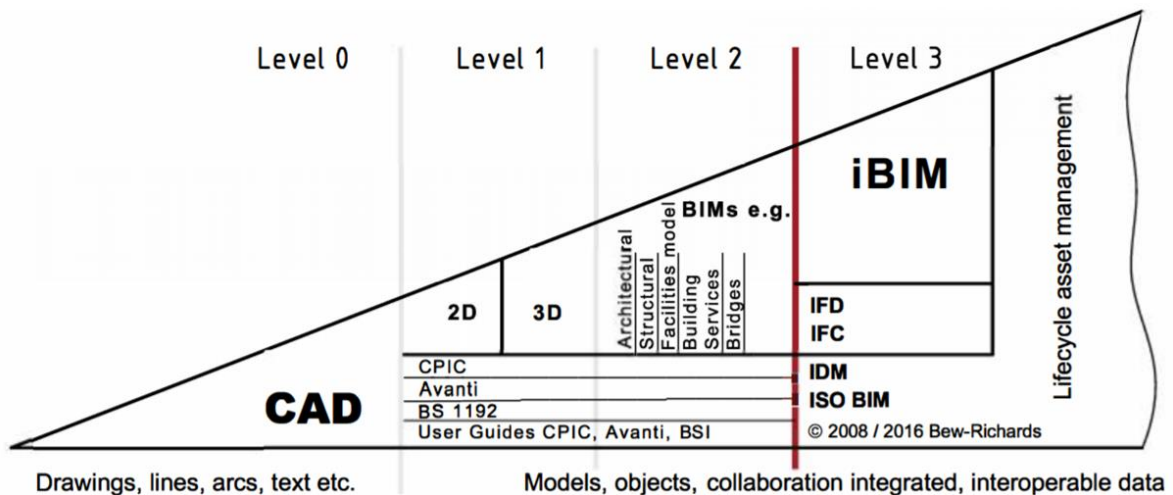 Level 0
Level 1
Level 2
Level 3
iBIM
Lifecycle asset management
BIMs e.g.
Architectural
Structural
Facilities model
Building
Services
Bridges
2D
3D
IFD
IFC
CPIC
IDM
Avanti
CAD
ISO BIM
BS 1192
User Guides CPIC, Avanti, BSI
© 2008 / 2016 Bew-Richards
Drawings, lines, arcs, text etc.
Models, objects, collaboration integrated, interoperable data